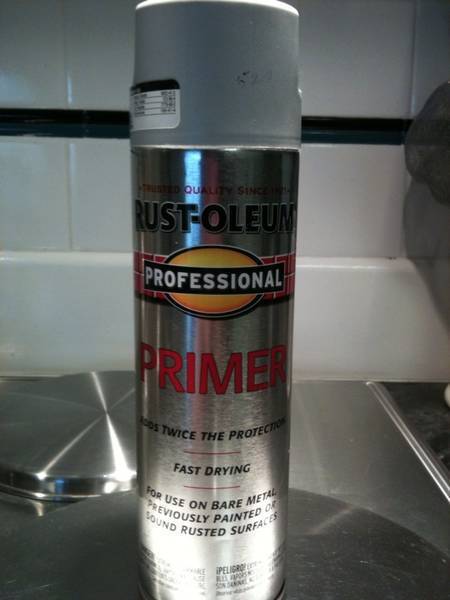 TRUSTED QUALITY SINCE 1921
RUST-OLEUM
PROFESSIONAL
PRIMER
ADDS TWICE THE PROTECTION
FAST DRYING
FOR USE ON BARE METAL,
PREVIOUSLY PAINTED OR
SOUND RUSTED SURFACES
¡PELIGRO!